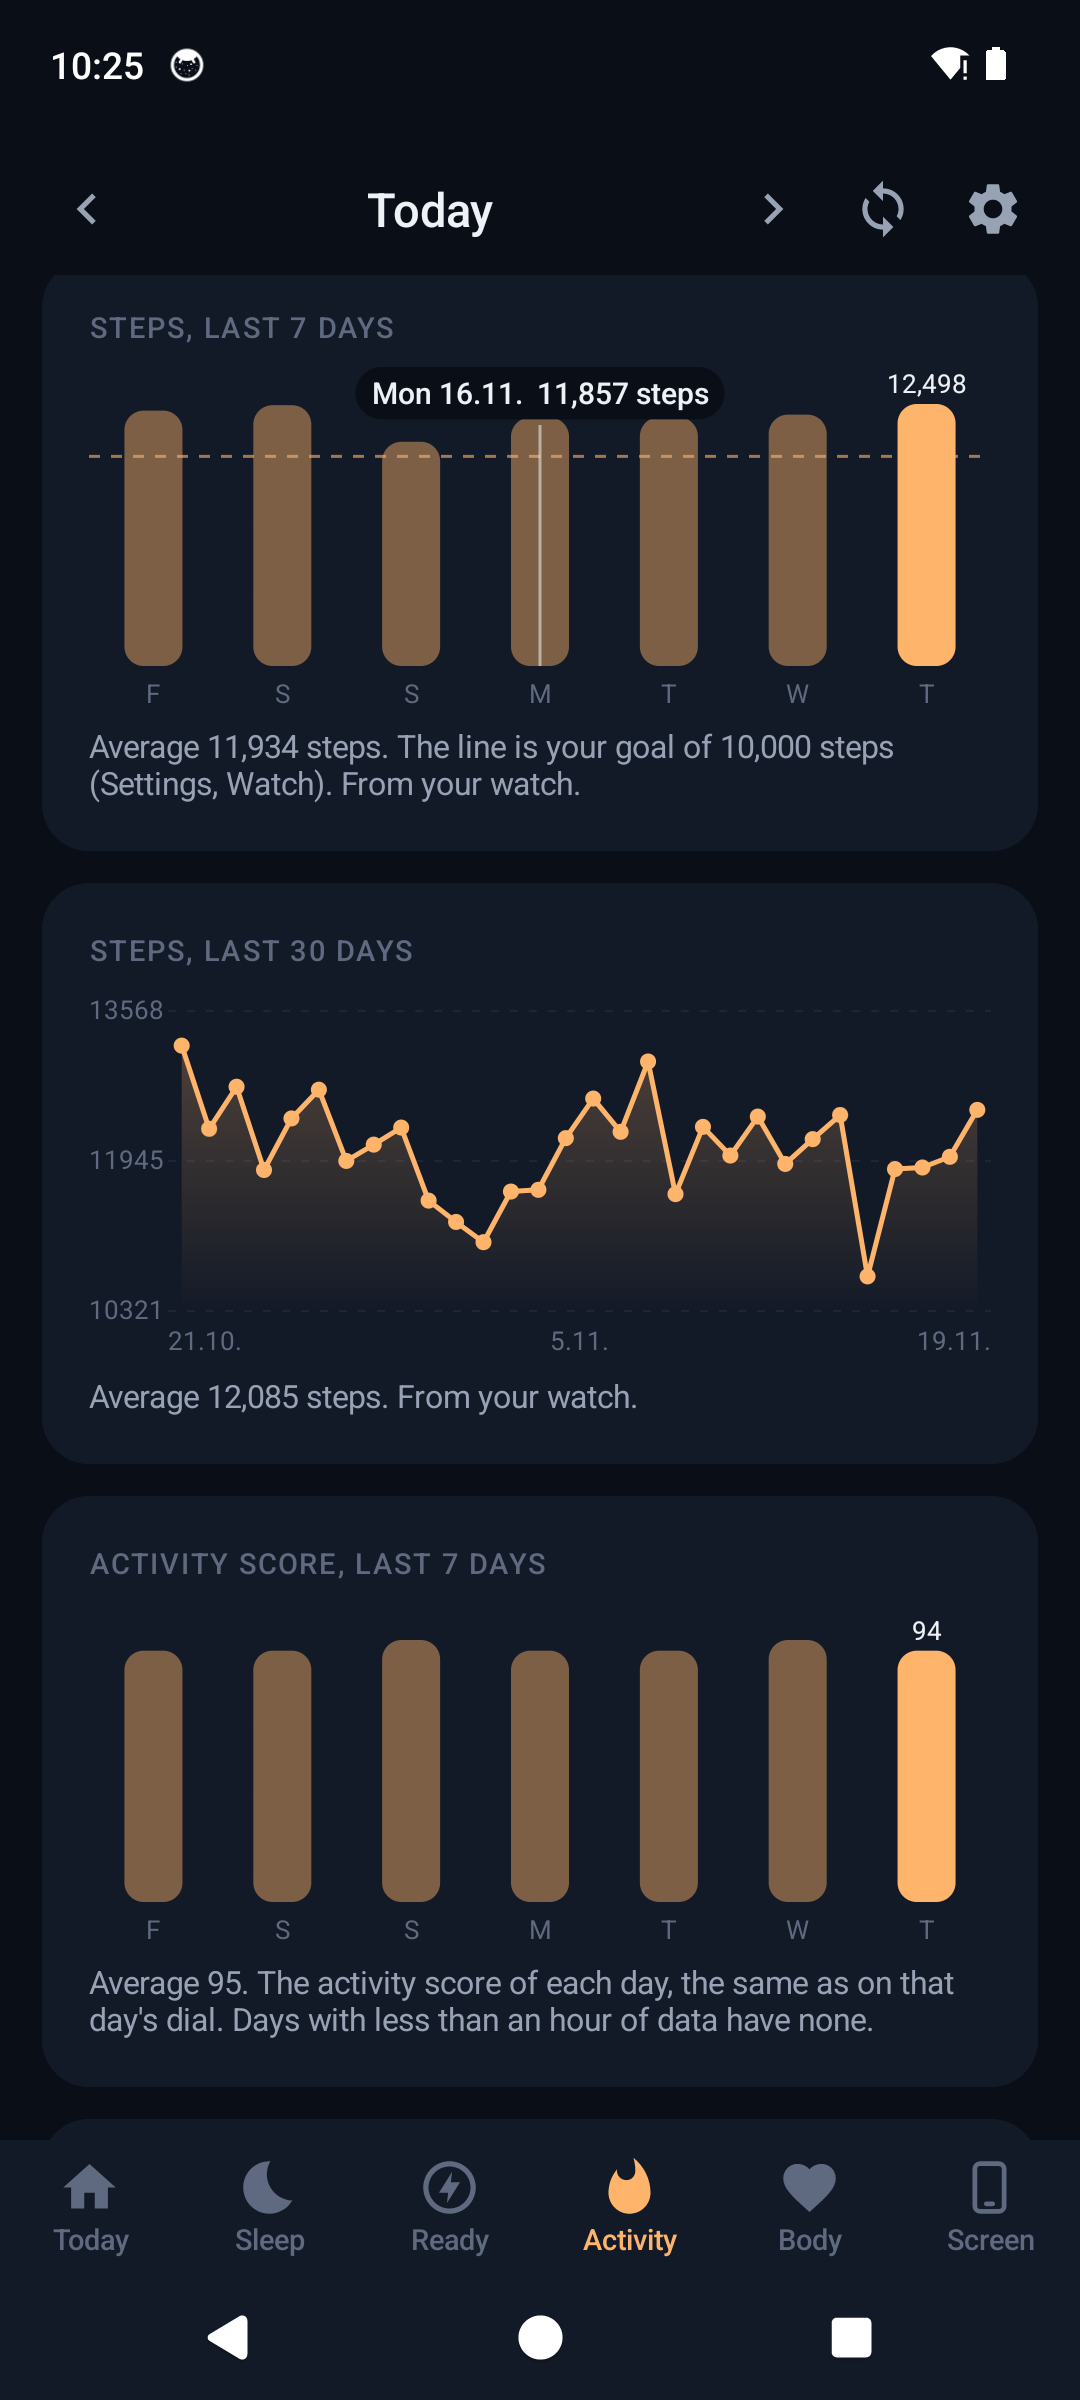 10:25
Today
STEPS, LAST 7 DAYS
Mon 16.11. 11,857 steps
12,498
F S S M T W T
Average 11,934 steps. The line is your goal of 10,000 steps
(Settings, Watch). From your watch.
STEPS, LAST 30 DAYS
13568
11945
10321
21.10. 5.11. 19.11.
Average 12,085 steps. From your watch.
ACTIVITY SCORE, LAST 7 DAYS
94
F S S M T W T
Average 95. The activity score of each day, the same as on that
day's dial. Days with less than an hour of data have none.
Today Sleep Ready Activity Body Screen